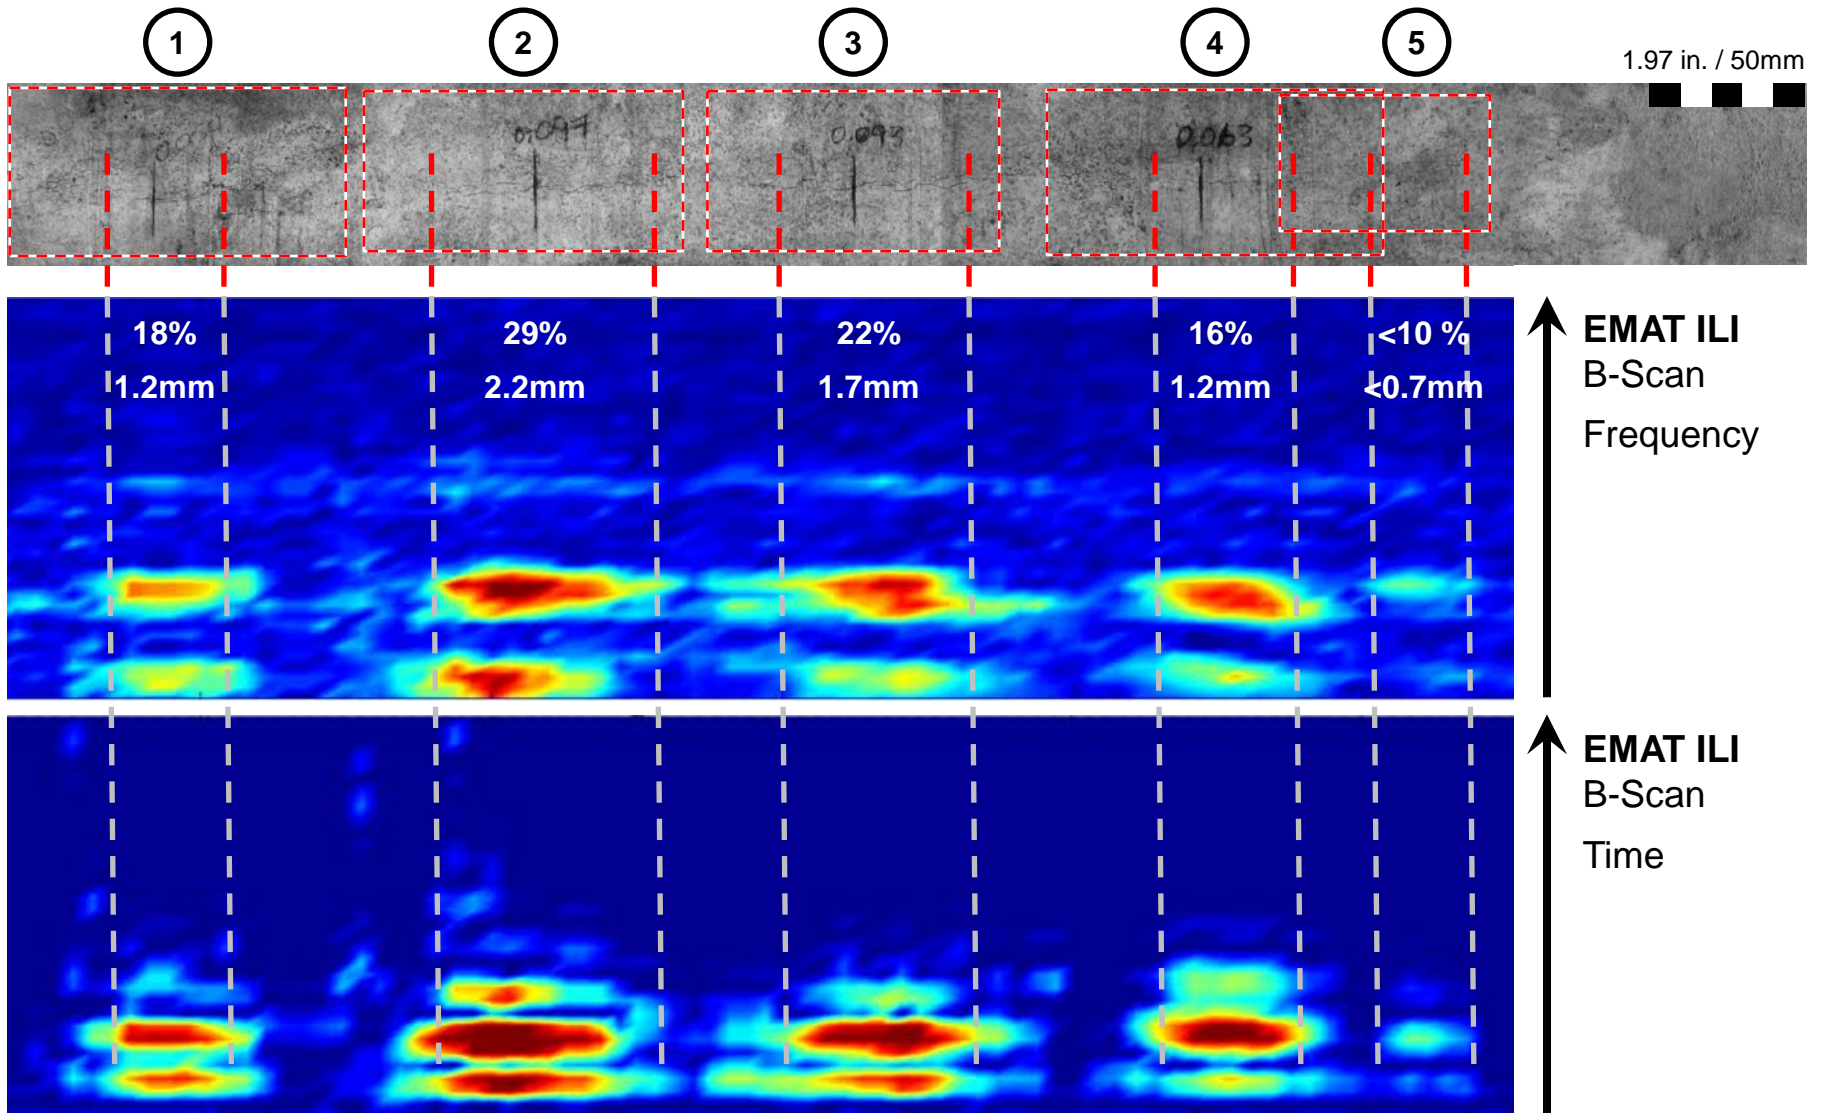 1 2 3 4 5
1.97 in. / 50mm
0.097 0.093 0.063
18% 29% 22% 16% <10 %
1.2mm 2.2mm 1.7mm 1.2mm <0.7mm
EMAT ILI
B-Scan
Frequency
EMAT ILI
B-Scan
Time